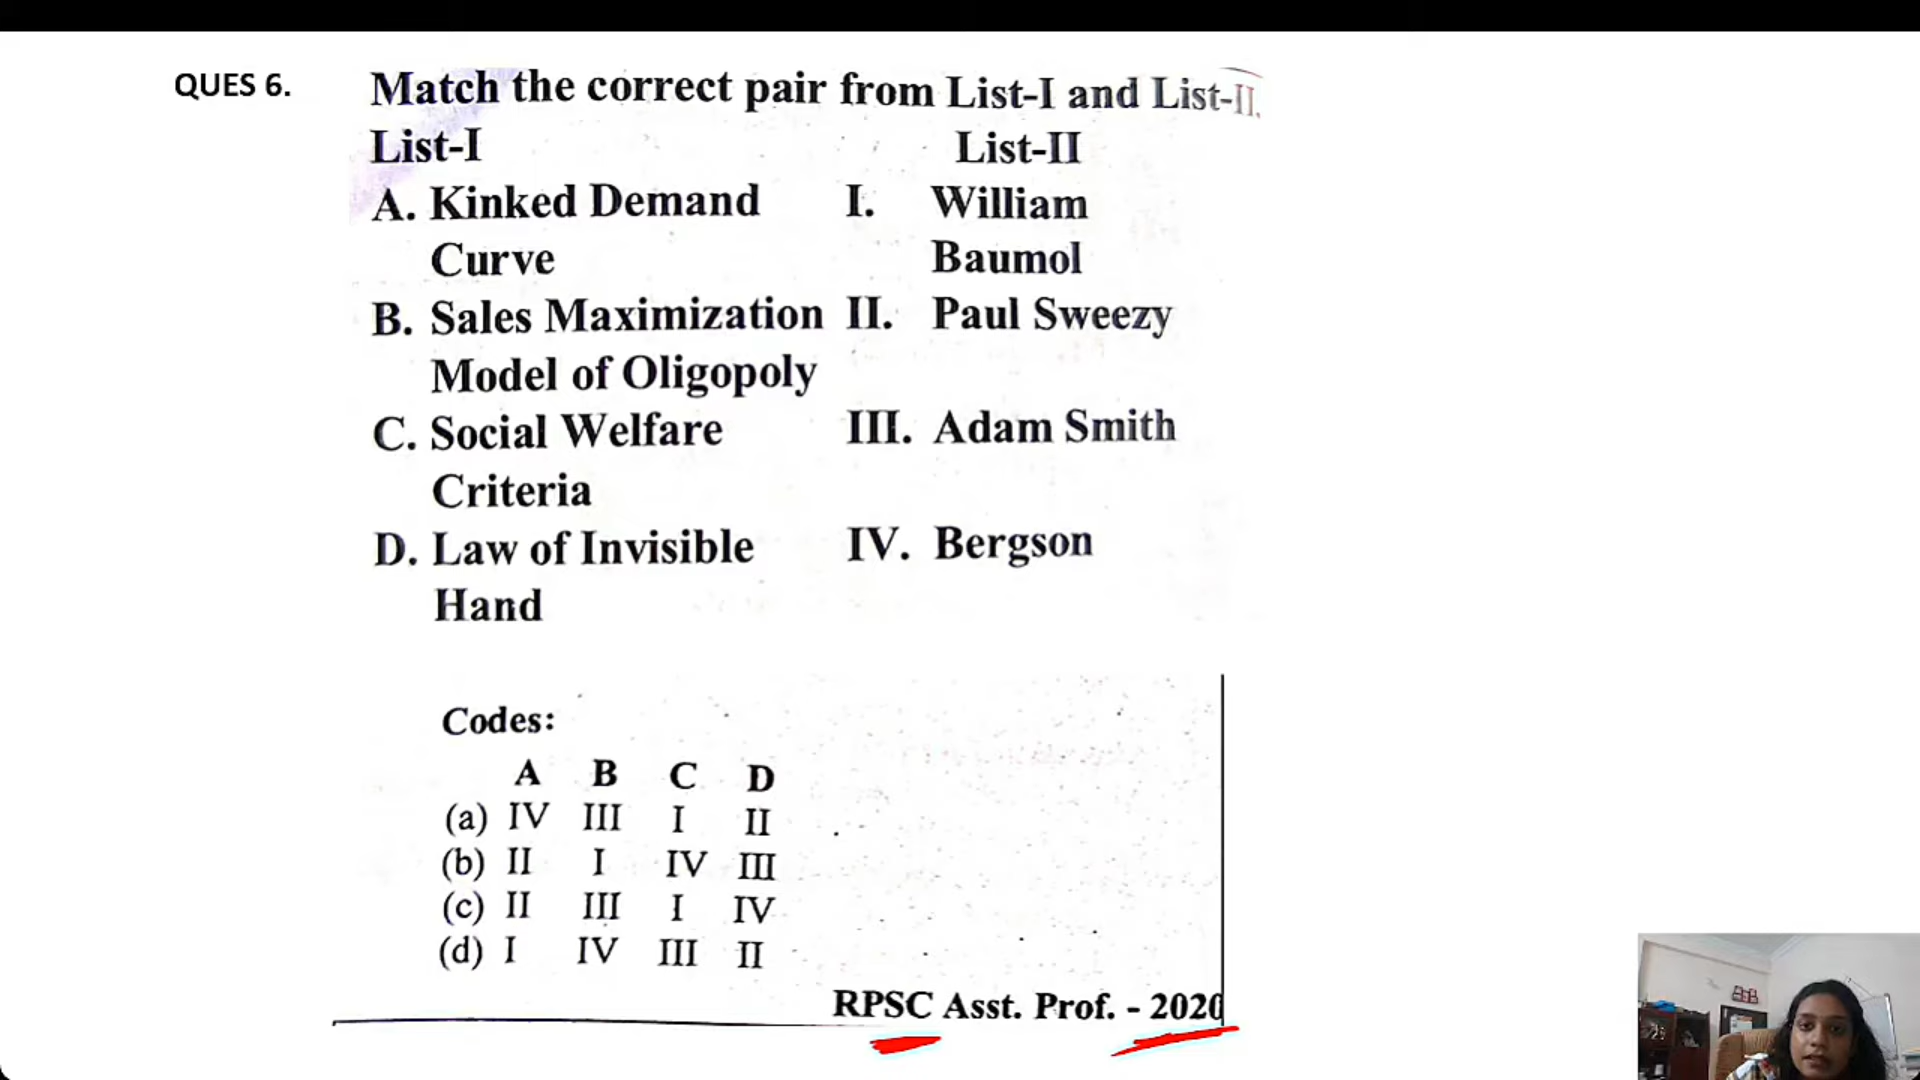 QUES 6.
Match the correct pair from List-I and List-II.
List-I List-II
A. Kinked Demand I. William
Curve Baumol
B. Sales Maximization II. Paul Sweezy
Model of Oligopoly
C. Social Welfare III. Adam Smith
Criteria
D. Law of Invisible IV. Bergson
Hand
Codes:
A B C D
(a) IV III I II
(b) II I IV III
(c) II III I IV
(d) I IV III II
RPSC Asst. Prof. - 2020